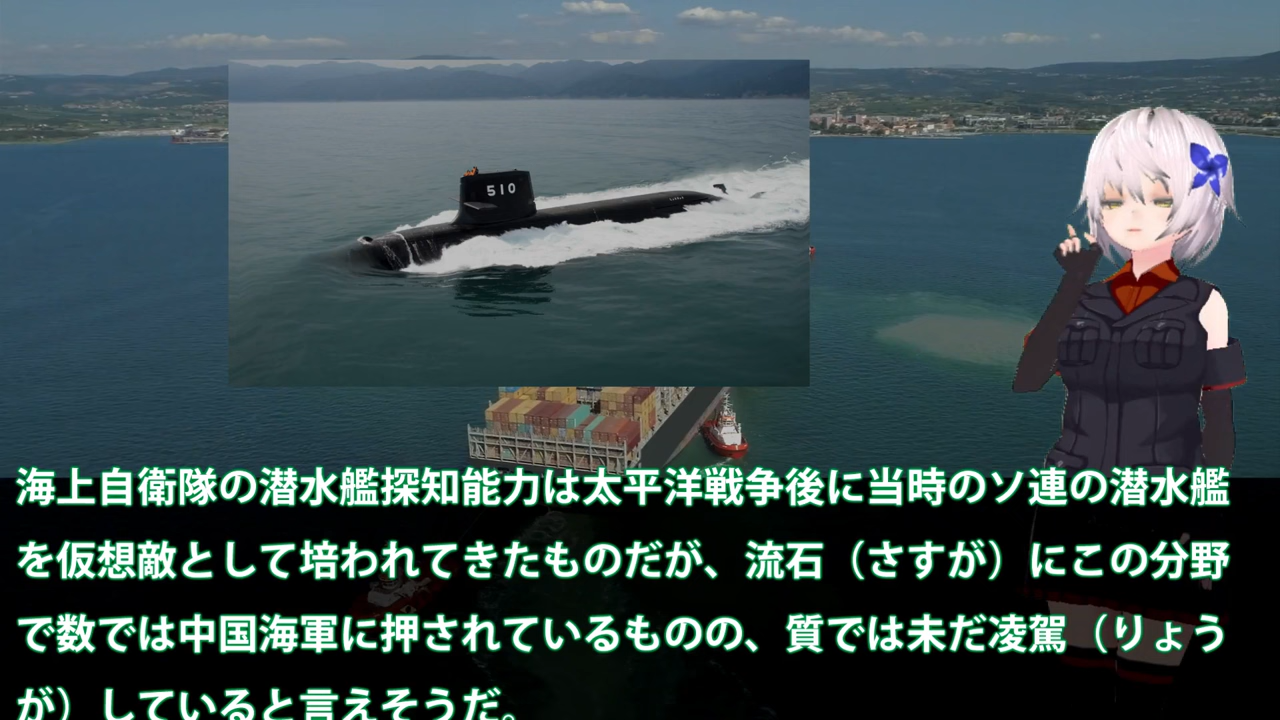 510
海上自衛隊の潜水艦探知能力は太平洋戦争後に当時のソ連の潜水艦
を仮想敵として培われてきたものだが、流石（さすが）にこの分野
で数では中国海軍に押されているものの、質では未だ凌駕（りょう
が）していると言えそうだ。